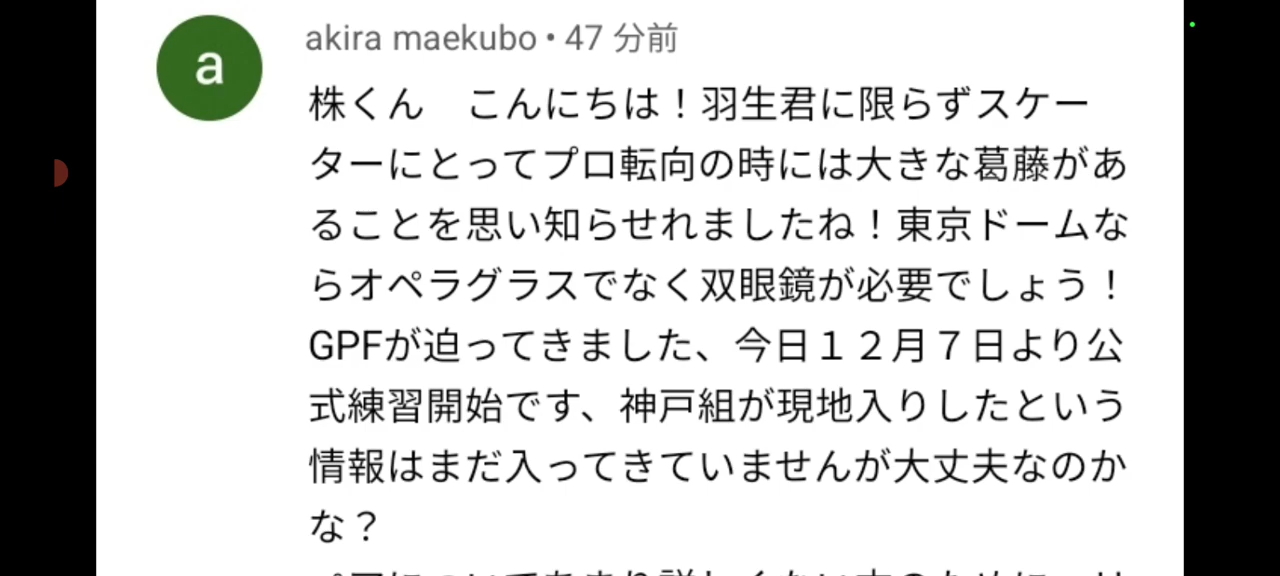 a
akira maekubo • 47 分前
株くん　こんにちは！羽生君に限らずスケー
ターにとってプロ転向の時には大きな葛藤があ
ることを思い知らせれましたね！東京ドームな
らオペラグラスでなく双眼鏡が必要でしょう！
GPFが迫ってきました、今日１２月７日より公
式練習開始です、神戸組が現地入りしたという
情報はまだ入ってきていませんが大丈夫なのか
な？